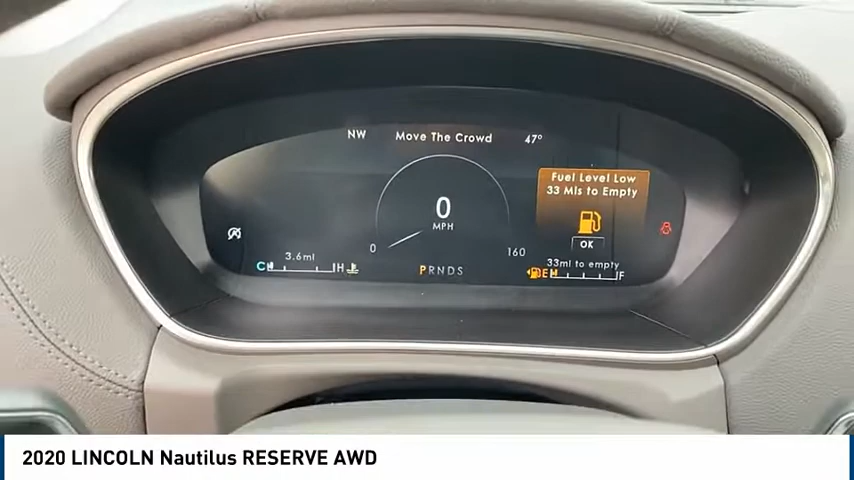 NW Move The Crowd 47°
Fuel Level Low
33 Mls to Empty
0
MPH
OK
0 160
3.6mi 33mi to empty
C H PRNDS E F
2020 LINCOLN Nautilus RESERVE AWD